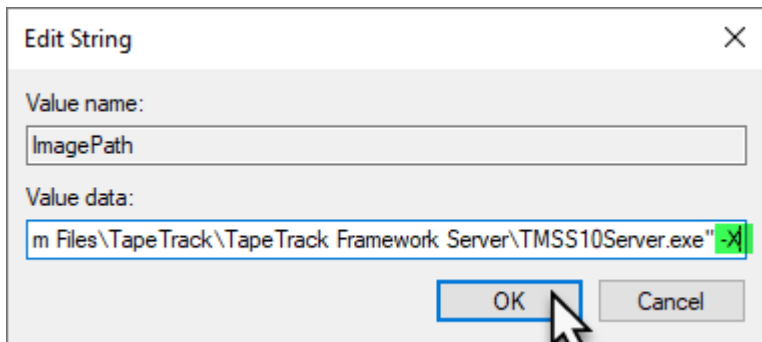 Edit String
Value name:
ImagePath
Value data:
m Files\TapeTrack\TapeTrack Framework Server\TMSS10Server.exe" -X
OK
Cancel